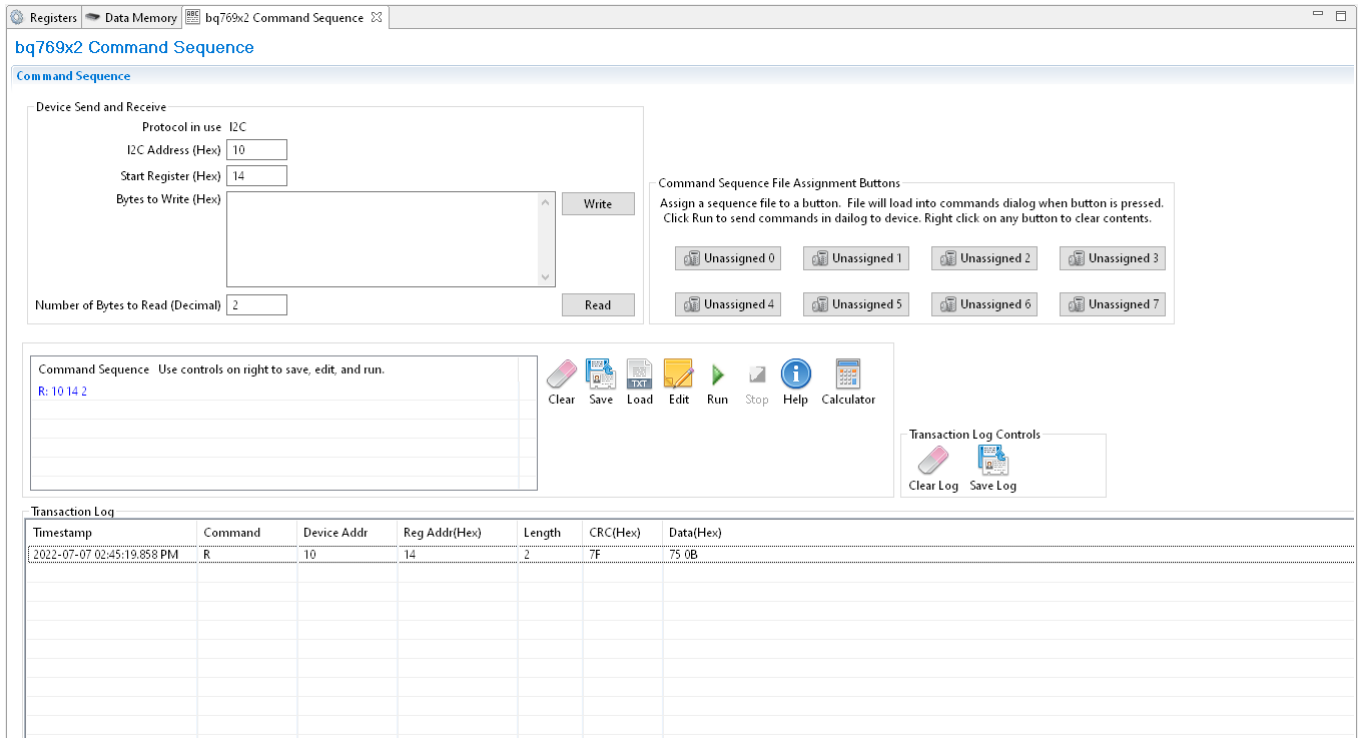 Registers Data Memory bq769x2 Command Sequence
bq769x2 Command Sequence
Command Sequence
Device Send and Receive
Protocol in use I2C
I2C Address (Hex) 10
Start Register (Hex) 14
Bytes to Write (Hex)
Write
Number of Bytes to Read (Decimal) 2
Read
Command Sequence File Assignment Buttons
Assign a sequence file to a button. File will load into commands dialog when button is pressed.
Click Run to send commands in dailog to device. Right click on any button to clear contents.
Unassigned 0 Unassigned 1 Unassigned 2 Unassigned 3
Unassigned 4 Unassigned 5 Unassigned 6 Unassigned 7
Command Sequence Use controls on right to save, edit, and run.
R: 10 14 2
TXT
Clear Save Load Edit Run Stop Help Calculator
Transaction Log Controls
Clear Log Save Log
Transaction Log
Timestamp Command Device Addr Reg Addr(Hex) Length CRC(Hex) Data(Hex)
2022-07-07 02:45:19.858 PM R 10 14 2 7F 75 0B